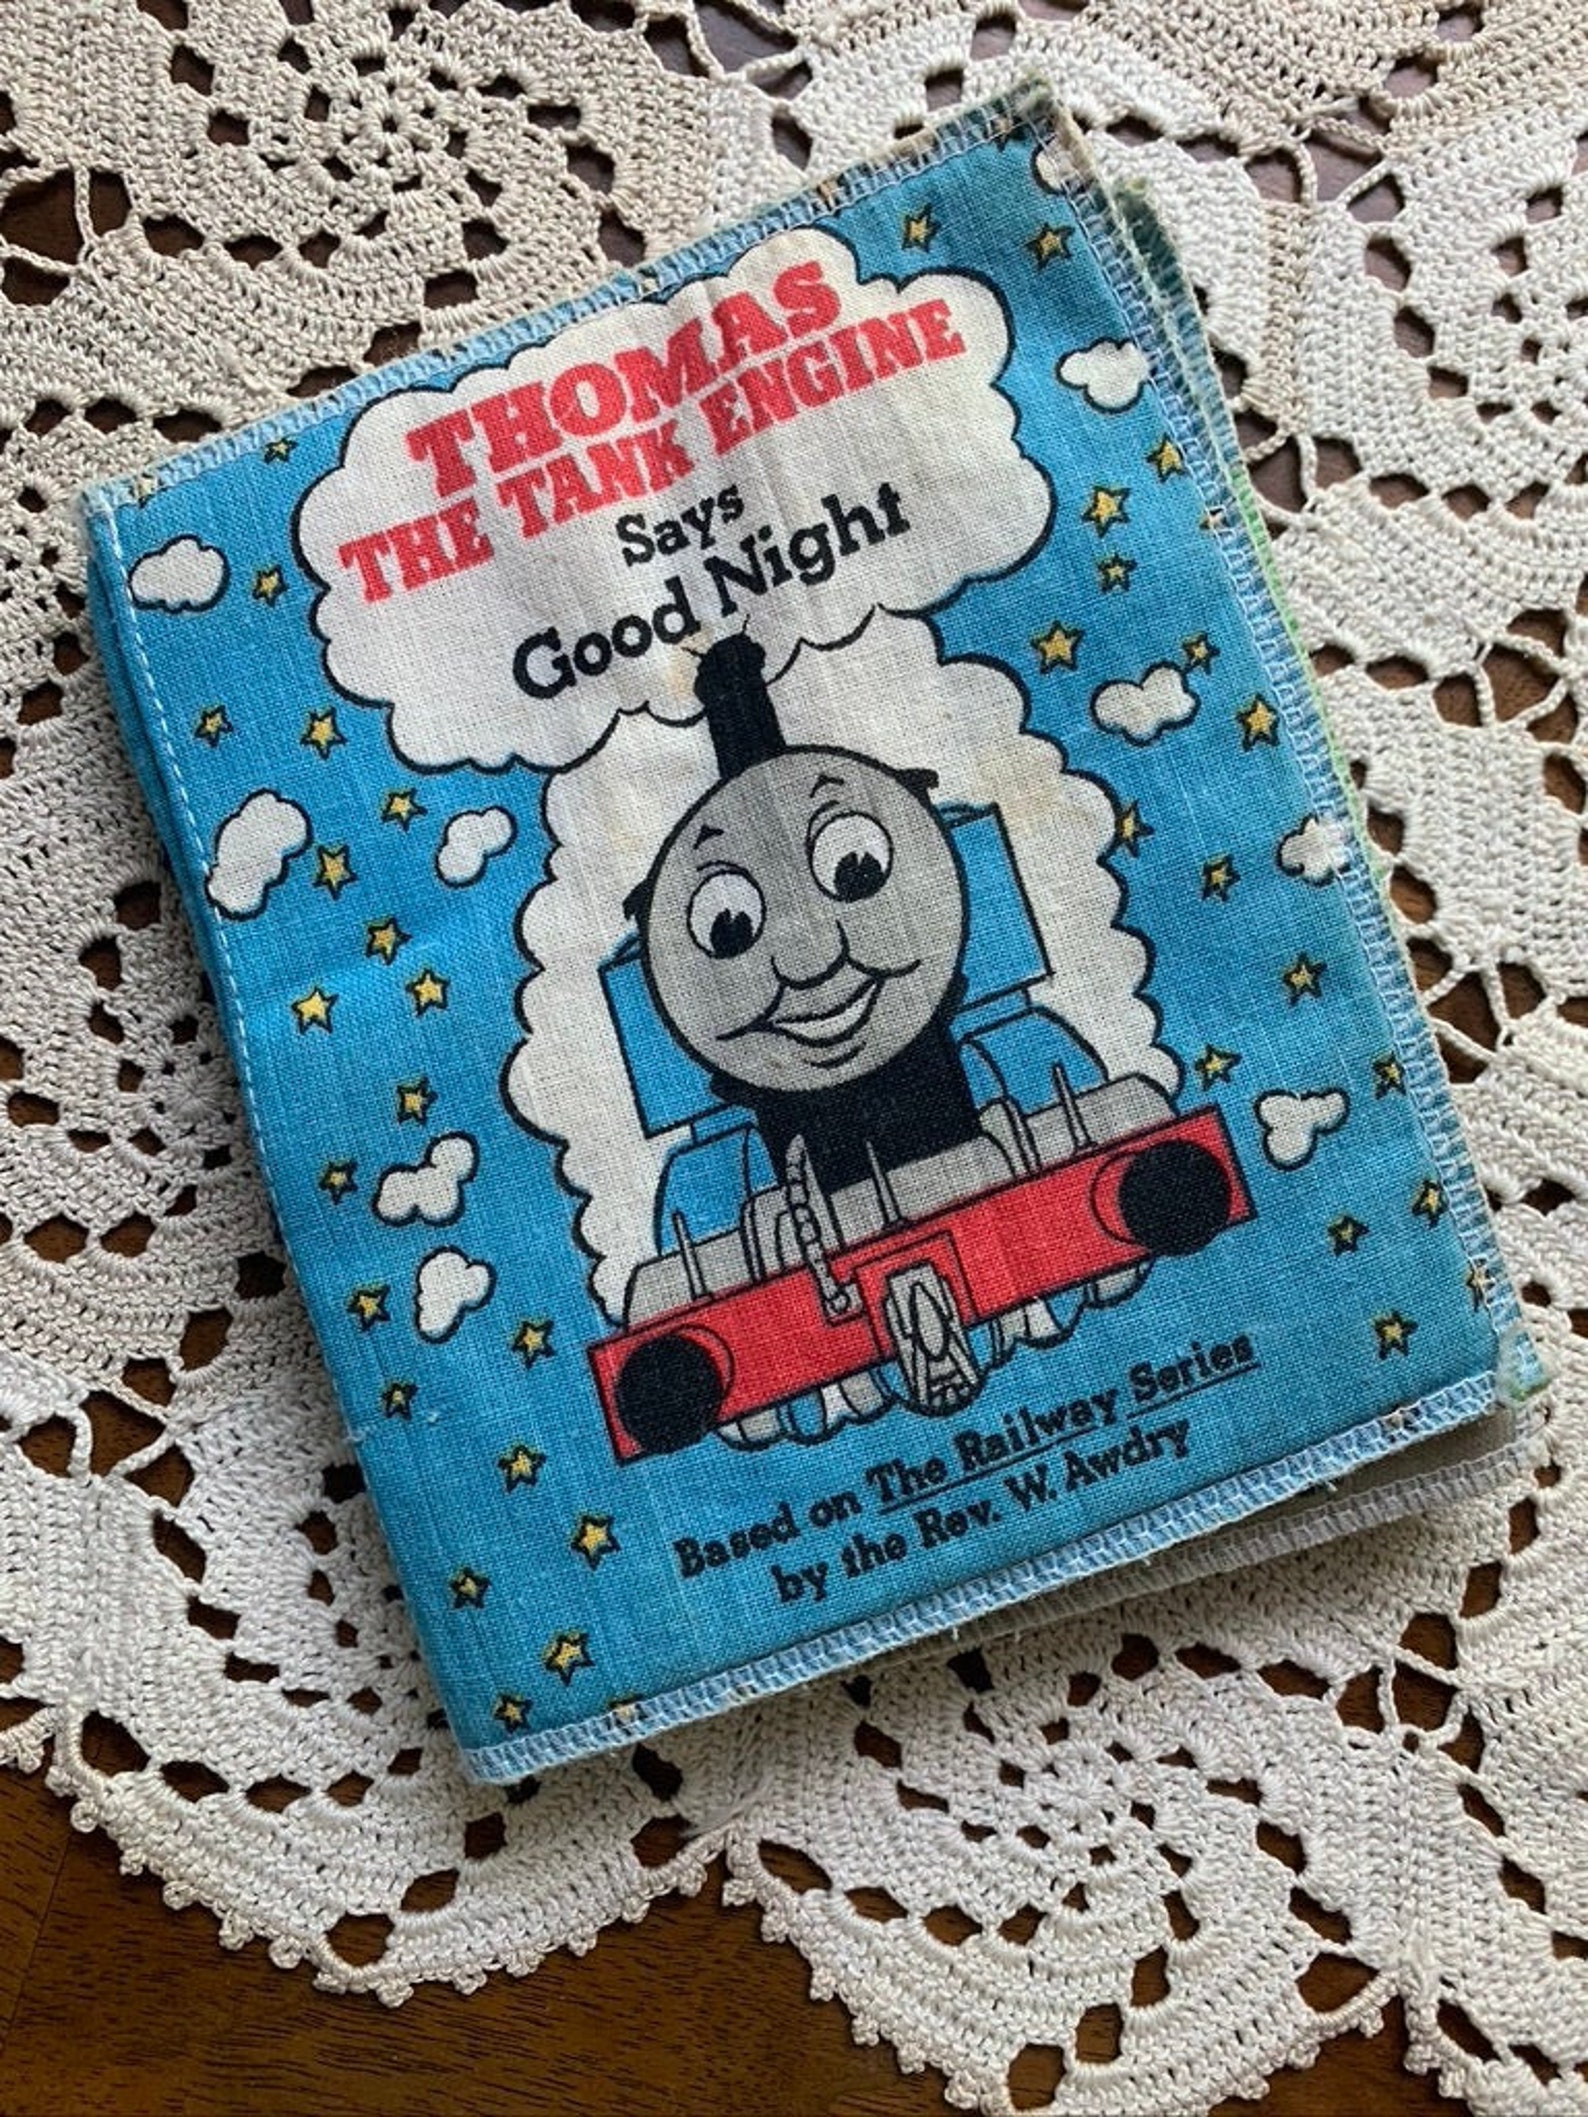 THOMAS
THE TANK ENGINE
Says
Good Night
Based on The Railway Series
by the Rev. W. Awdry